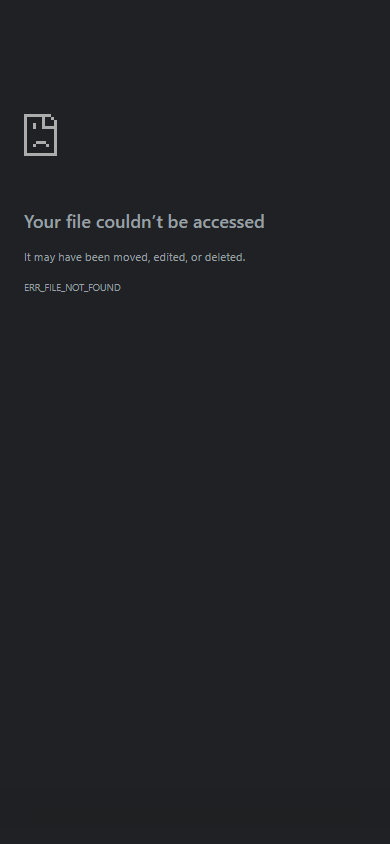 Your file couldn’t be accessed
It may have been moved, edited, or deleted.
ERR_FILE_NOT_FOUND